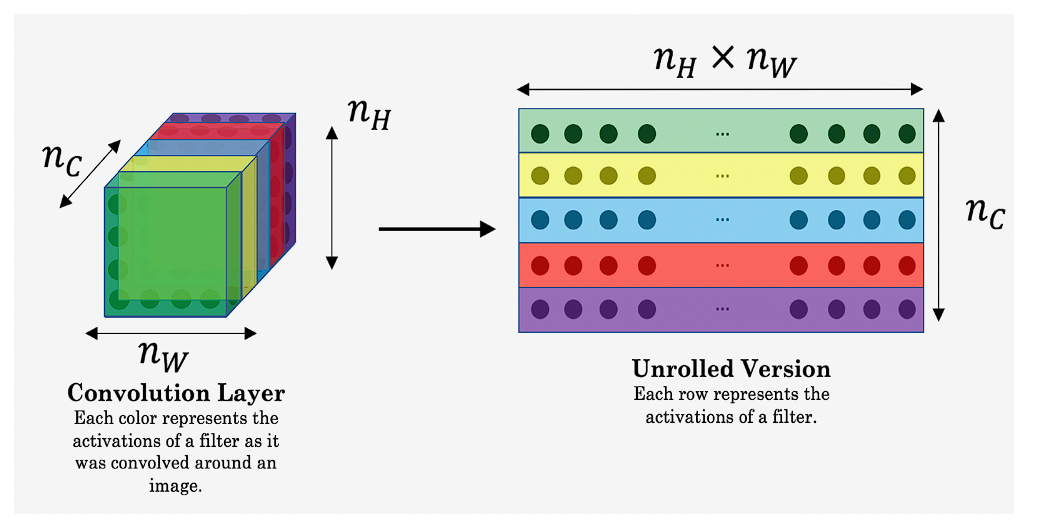 n_H × n_W
n_H
n_C
n_C
n_W
Convolution Layer
Each color represents the
activations of a filter as it
was convolved around an
image.
...
...
...
...
...
Unrolled Version
Each row represents the
activations of a filter.